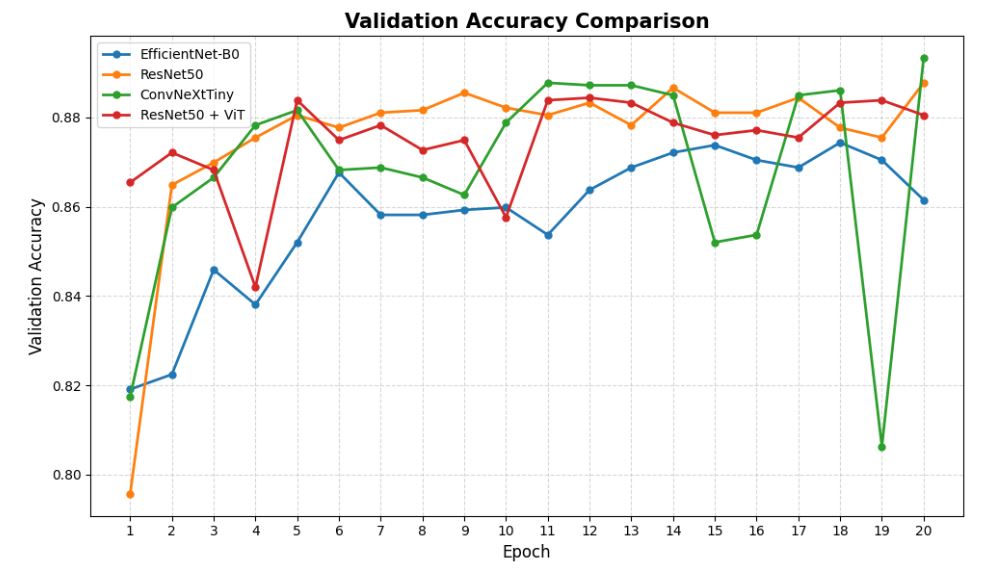 Validation Accuracy Comparison
EfficientNet-B0
ResNet50
ConvNeXtTiny
ResNet50 + ViT
Validation Accuracy
0.88
0.86
0.84
0.82
0.80
1 2 3 4 5 6 7 8 9 10 11 12 13 14 15 16 17 18 19 20
Epoch